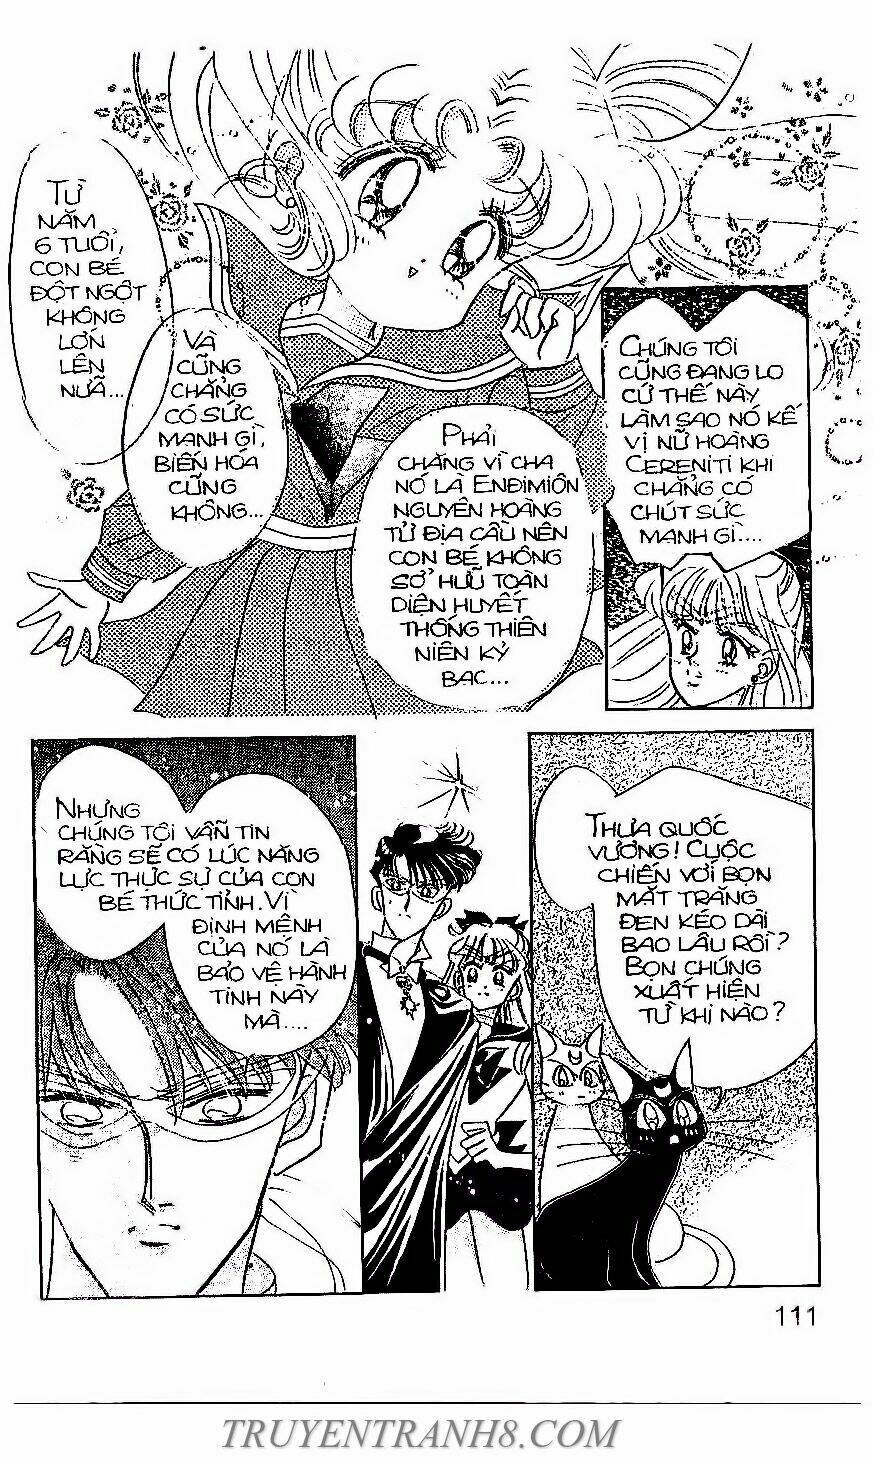 TỪ
NĂM
6 TUỔI,
CON BÉ
ĐỘT NGỘT
KHÔNG
LỚN
LÊN
NỮA...
VÀ
CŨNG
CHẲNG
CÓ SỨC
MẠNH GÌ,
BIẾN HÓA
CŨNG
KHÔNG...
PHẢI
CHĂNG VÌ CHA
NÓ LÀ ENĐIMIÔN
NGUYÊN HOÀNG
TỬ ĐỊA CẦU NÊN
CON BÉ KHÔNG
SỞ HỮU TOÀN
DIỆN HUYẾT
THỐNG THIÊN
NIÊN KỶ
BẠC...
CHÚNG TÔI
CŨNG ĐANG LO
CỨ THẾ NÀY
LÀM SAO NÓ KẾ
VỊ NỮ HOÀNG
CERENITI KHI
CHẲNG CÓ
CHÚT SỨC
MẠNH GÌ....
NHƯNG
CHÚNG TÔI VẪN TIN
RẰNG SẼ CÓ LÚC NĂNG
LỰC THỰC SỰ CỦA CON
BÉ THỨC TỈNH. VÌ
ĐỊNH MỆNH
CỦA NÓ LÀ
BẢO VỆ HÀNH
TINH NÀY
MÀ....
THƯA QUỐC
VƯƠNG! CUỘC
CHIẾN VỚI BỌN
MẶT TRĂNG
ĐEN KÉO DÀI
BAO LÂU RỒI?
BỌN CHÚNG
XUẤT HIỆN
TỪ KHI NÀO?
111
TRUYENTRANH8.COM